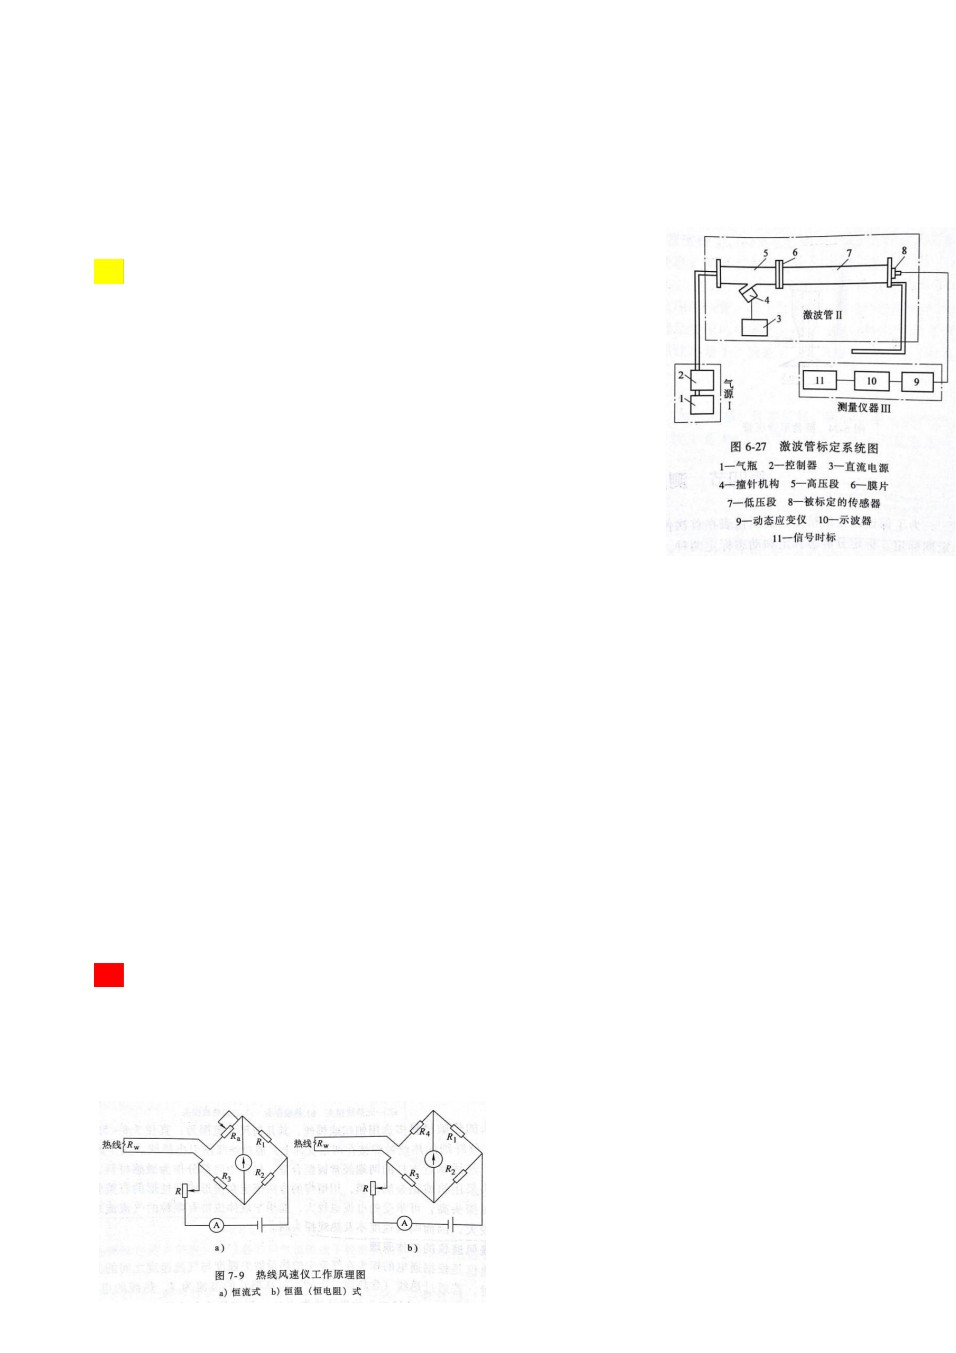 5
6
7
8
4
3
激波管Ⅱ
2
1
气源Ⅰ
11
10
9
测量仪器Ⅲ
图 6-27 激波管标定系统图
1—气瓶 2—控制器 3—直流电源
4—撞针机构 5—高压段 6—膜片
7—低压段 8—被标定的传感器
9—动态应变仪 10—示波器
11—信号时标
热线 Rw
Ra
R1
R3
R2
R
A
a)
热线 Rw
R4
R1
R3
R2
R
A
b)
图 7-9 热线风速仪工作原理图
a) 恒流式 b) 恒温（恒电阻）式